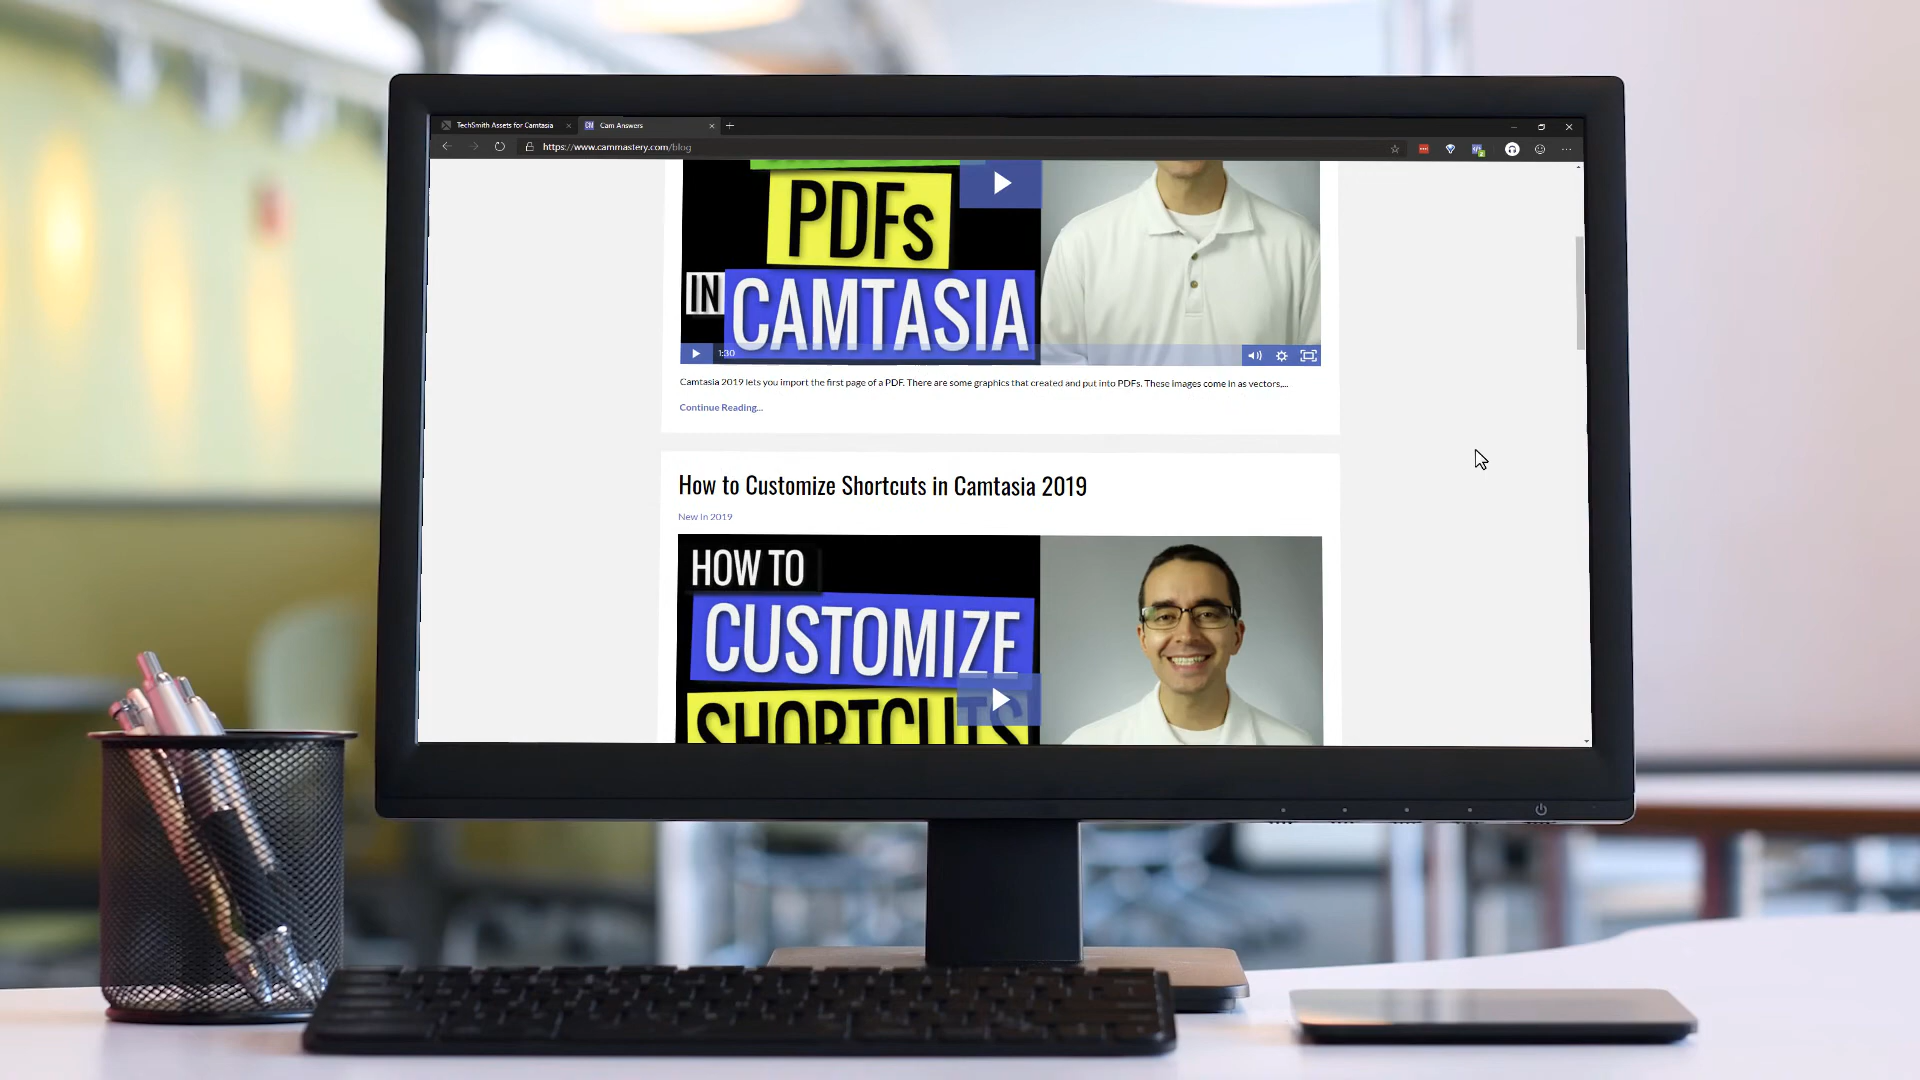 TechSmith Assets for Camtasia
Cam Answers
https://www.cammastery.com/blog
PDFs
IN CAMTASIA
1:30
Camtasia 2019 lets you import the first page of a PDF. There are some graphics that created and put into PDFs. These images come in as vectors,...
Continue Reading...
How to Customize Shortcuts in Camtasia 2019
New in 2019
HOW TO
CUSTOMIZE
SHORTCUTS